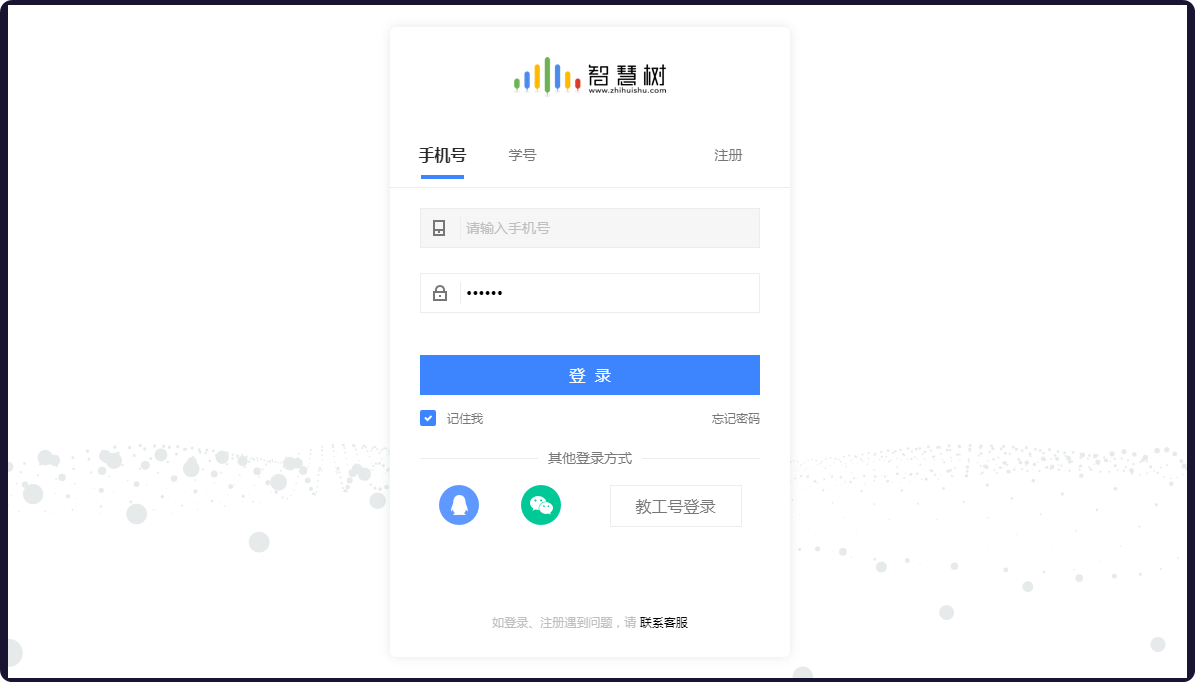 智慧树
www.zhihuishu.com
手机号 学号 注册
请输入手机号
••••••
登 录
记住我 忘记密码
其他登录方式
教工号登录
如登录、注册遇到问题，请 联系客服